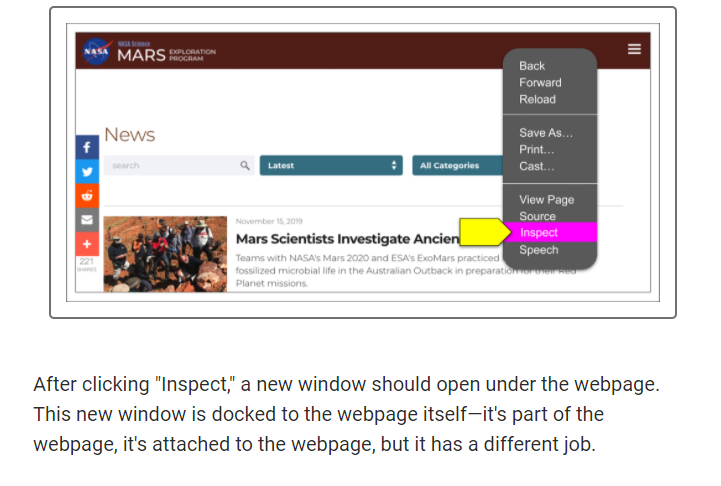 NASA
NASA Science
MARS EXPLORATION PROGRAM
Back
Forward
Reload
Save As...
Print...
Cast...
View Page
Source
Inspect
Speech
News
search
Latest
All Categories
221
SHARES
November 15, 2019
Mars Scientists Investigate Ancien
Teams with NASA's Mars 2020 and ESA's ExoMars practiced
fossilized microbial life in the Australian Outback in preparation for their Red
Planet missions.
After clicking "Inspect," a new window should open under the webpage.
This new window is docked to the webpage itself—it's part of the
webpage, it's attached to the webpage, but it has a different job.